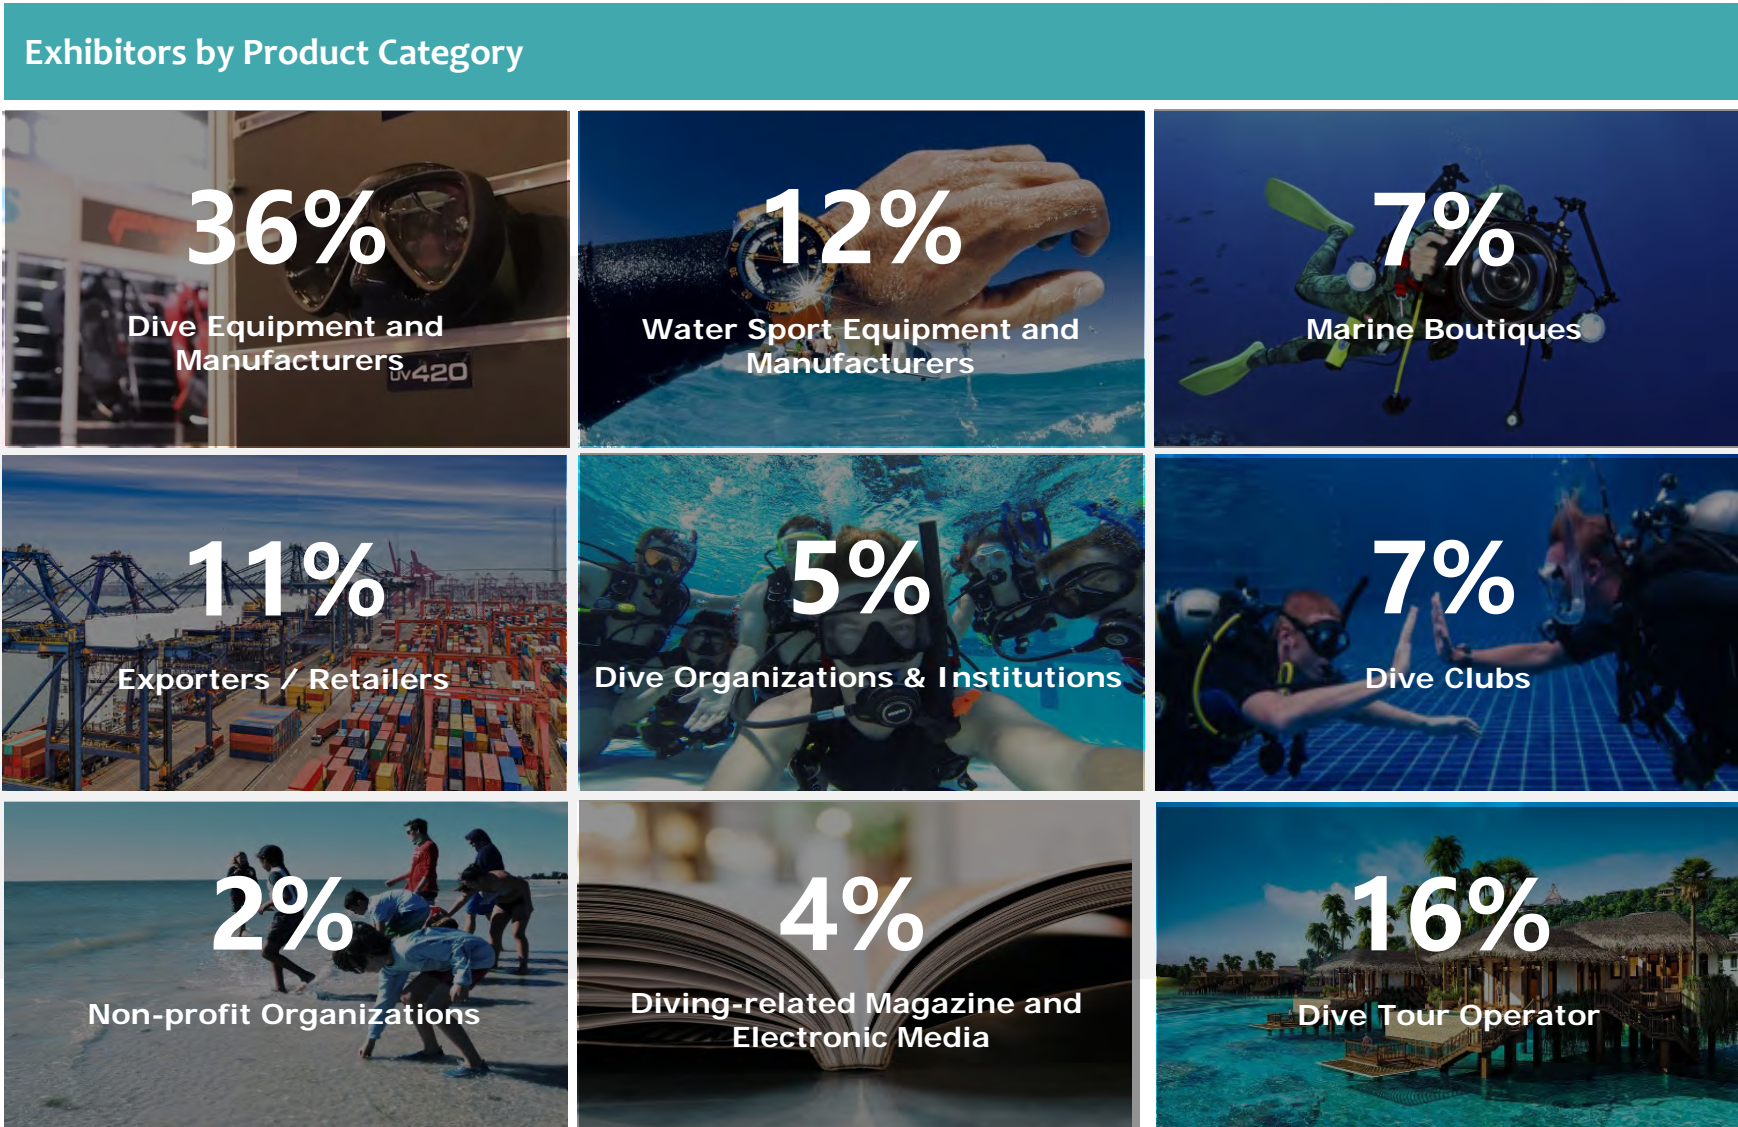 Exhibitors by Product Category
36%
Dive Equipment and
Manufacturers
UV420
12%
Water Sport Equipment and
Manufacturers
7%
Marine Boutiques
11%
Exporters / Retailers
5%
Dive Organizations & Institutions
7%
Dive Clubs
2%
Non-profit Organizations
4%
Diving-related Magazine and
Electronic Media
16%
Dive Tour Operator